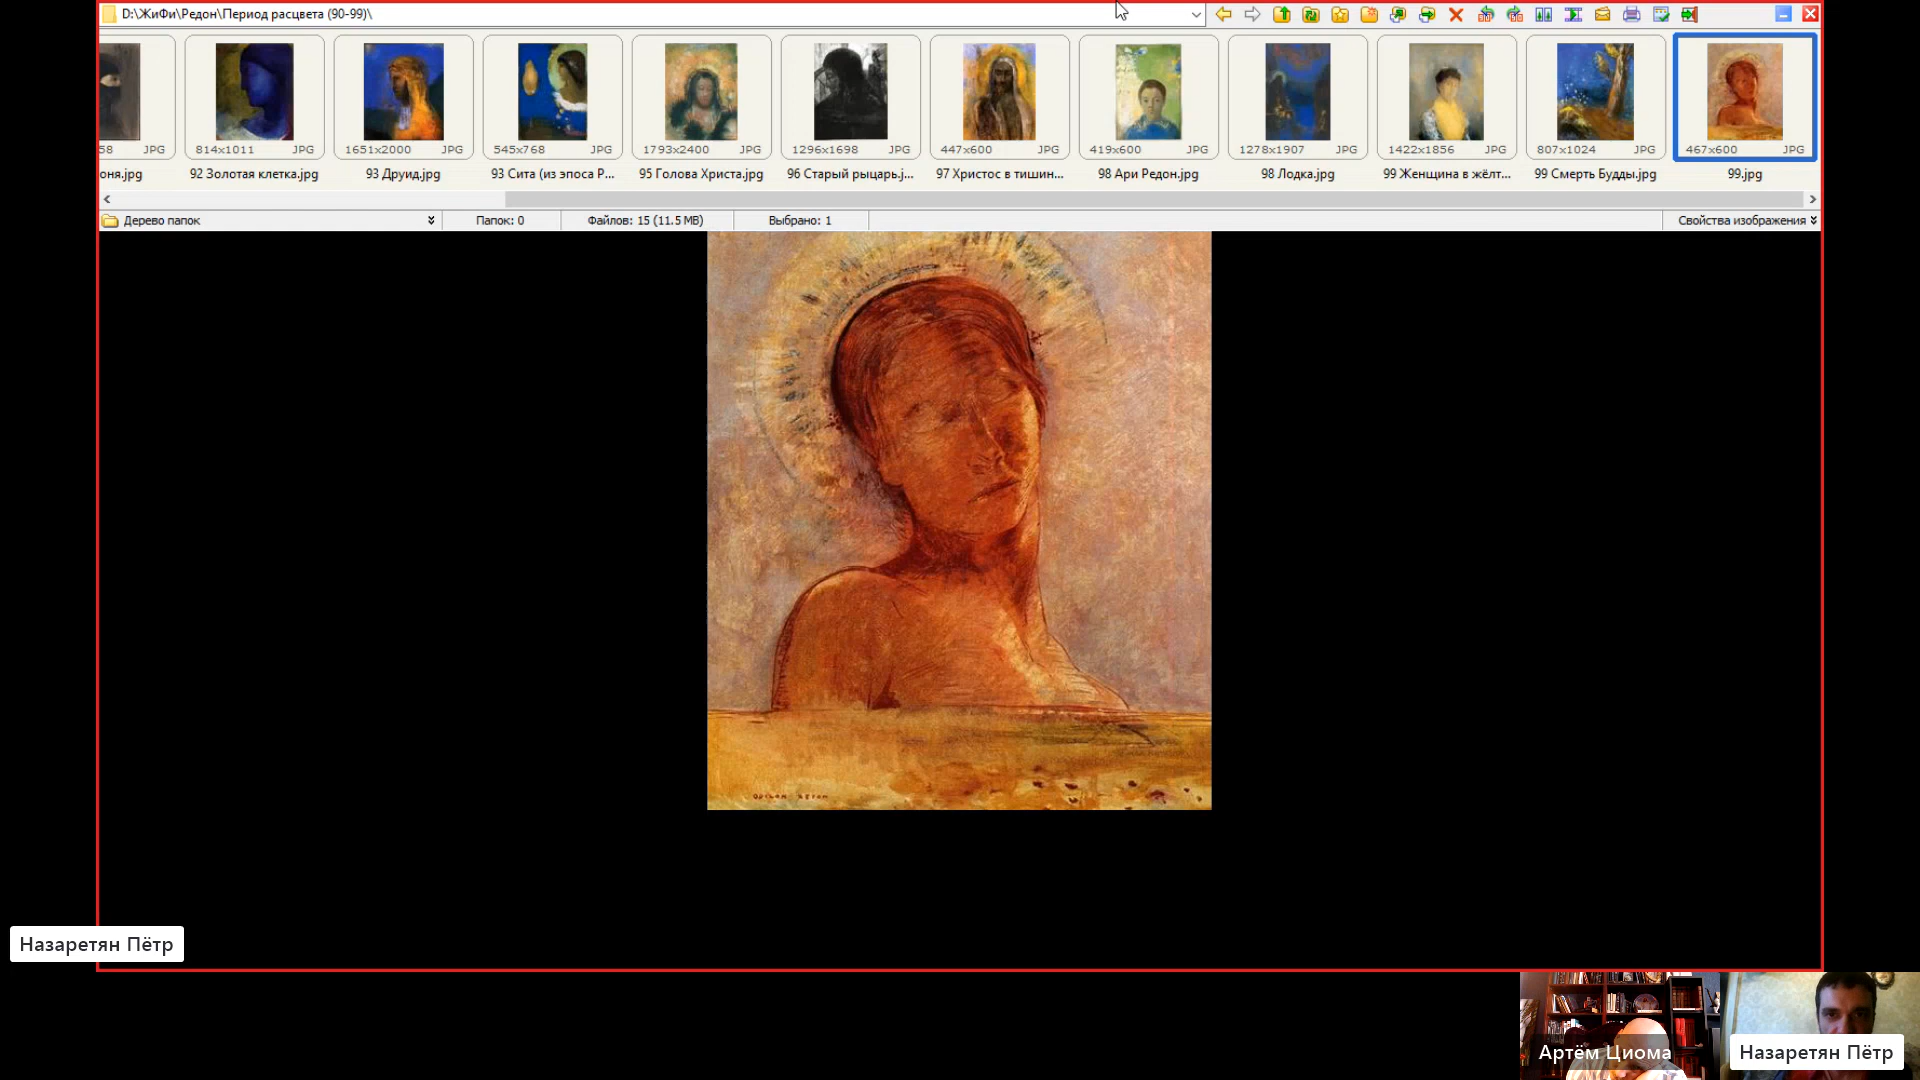 D:\ЖиФи\Редон\Период расцвета (90-99)\
58 JPG
814x1011 JPG
1651x2000 JPG
545x768 JPG
1793x2400 JPG
1296x1698 JPG
447x600 JPG
419x600 JPG
1278x1907 JPG
1422x1856 JPG
807x1024 JPG
467x600 JPG
оня.jpg
92 Золотая клетка.jpg
93 Друид.jpg
93 Сита (из эпоса Р...
95 Голова Христа.jpg
96 Старый рыцарь.j...
97 Христос в тишин...
98 Ари Редон.jpg
98 Лодка.jpg
99 Женщина в жёлт...
99 Смерть Будды.jpg
99.jpg
Дерево папок
Папок: 0
Файлов: 15 (11.5 MB)
Выбрано: 1
Свойства изображения
Назаретян Пётр
Артём Циома
Назаретян Пётр